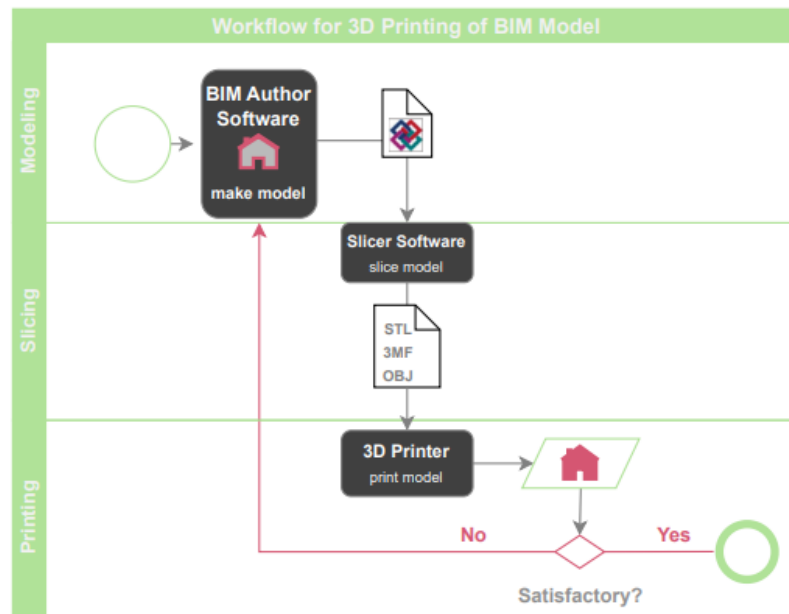 Workflow for 3D Printing of BIM Model
Modeling
BIM Author
Software
make model
Slicing
Slicer Software
slice model
STL
3MF
OBJ
Printing
3D Printer
print model
No
Yes
Satisfactory?